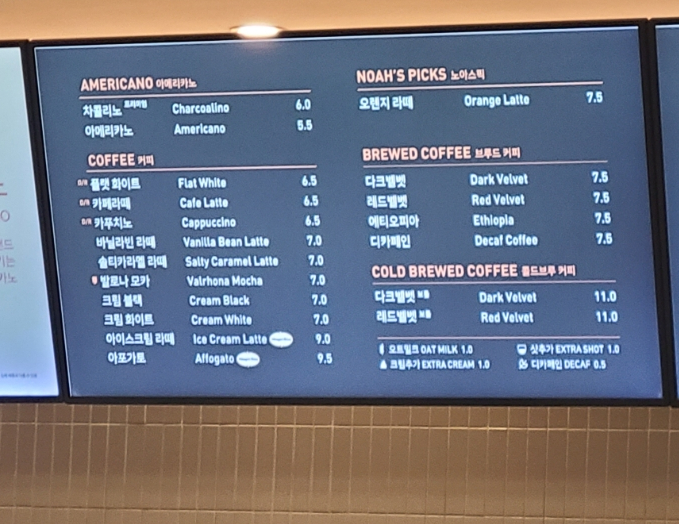 AMERICANO 아메리카노
차콜리노 프리미엄 Charcoalino 6.0
아메리카노 Americano 5.5
COFFEE 커피
플랫 화이트 Flat White 6.5
카페라떼 Cafe Latte 6.5
카푸치노 Cappuccino 6.5
바닐라빈 라떼 Vanilla Bean Latte 7.0
솔티카라멜 라떼 Salty Caramel Latte 7.0
발로나 모카 Valrhona Mocha 7.0
크림 블랙 Cream Black 7.0
크림 화이트 Cream White 7.0
아이스크림 라떼 Ice Cream Latte 9.0
아포가토 Affogato 9.5
NOAH'S PICKS 노아스픽
오렌지 라떼 Orange Latte 7.5
BREWED COFFEE 브루드 커피
다크벨벳 Dark Velvet 7.5
레드벨벳 Red Velvet 7.5
에티오피아 Ethiopia 7.5
디카페인 Decaf Coffee 7.5
COLD BREWED COFFEE 콜드브루 커피
다크벨벳 보틀 Dark Velvet 11.0
레드벨벳 보틀 Red Velvet 11.0
오트밀크 OAT MILK 1.0 샷추가 EXTRA SHOT 1.0
크림추가 EXTRA CREAM 1.0 디카페인 DECAF 0.5